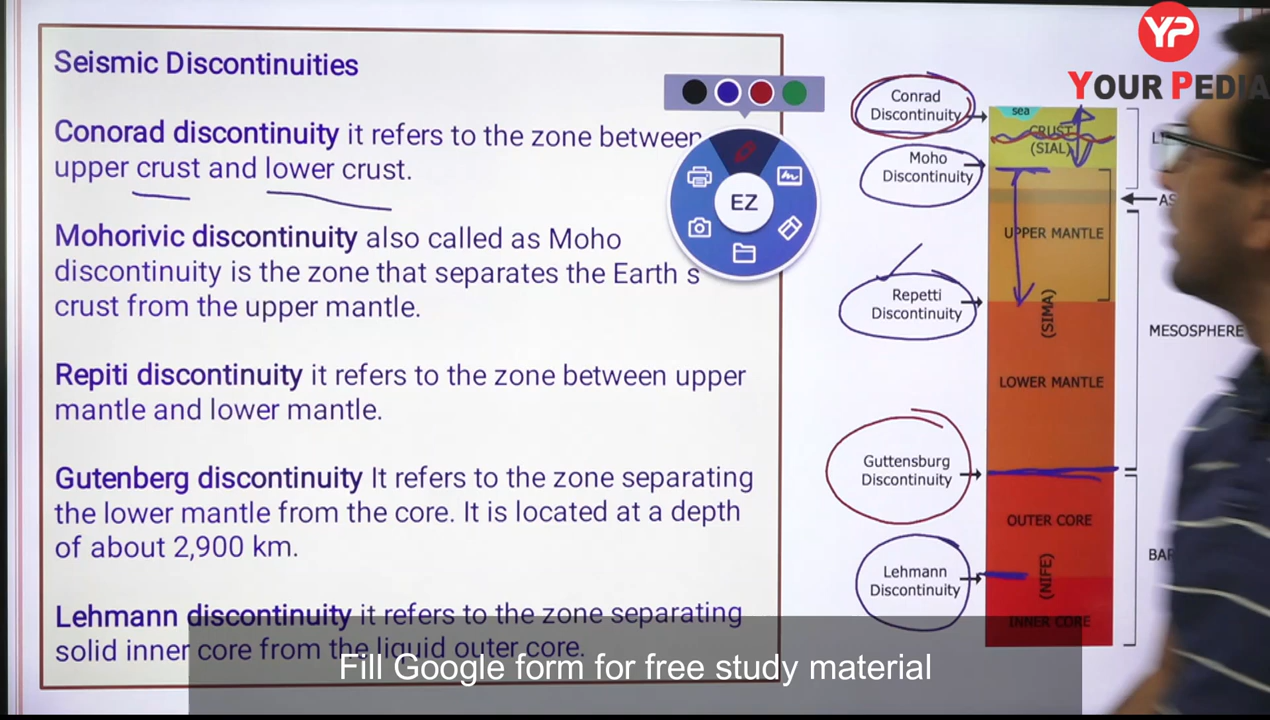 Seismic Discontinuities
Conorad discontinuity it refers to the zone between
upper crust and lower crust.
Mohorivic discontinuity also called as Moho
discontinuity is the zone that separates the Earth s
crust from the upper mantle.
Repiti discontinuity it refers to the zone between upper
mantle and lower mantle.
Gutenberg discontinuity It refers to the zone separating
the lower mantle from the core. It is located at a depth
of about 2,900 km.
Lehmann discontinuity it refers to the zone separating
solid inner core from the liquid outer core.
EZ
Conrad
Discontinuity
Moho
Discontinuity
Repetti
Discontinuity
Guttensburg
Discontinuity
Lehmann
Discontinuity
sea
CRUST
(SIAL)
UPPER MANTLE
(SIMA)
LOWER MANTLE
OUTER CORE
(NIFE)
INNER CORE
MESOSPHERE
BAR
YP
YOUR PEDIA
Fill Google form for free study material